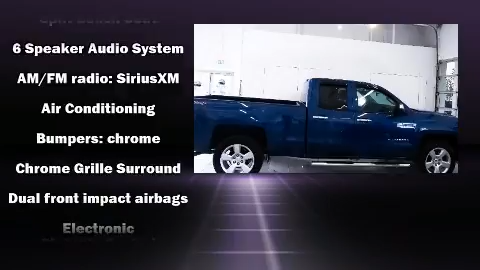 6 Speaker Audio System
AM/FM radio: SiriusXM
Air Conditioning
Bumpers: chrome
Chrome Grille Surround
Dual front impact airbags
Electronic